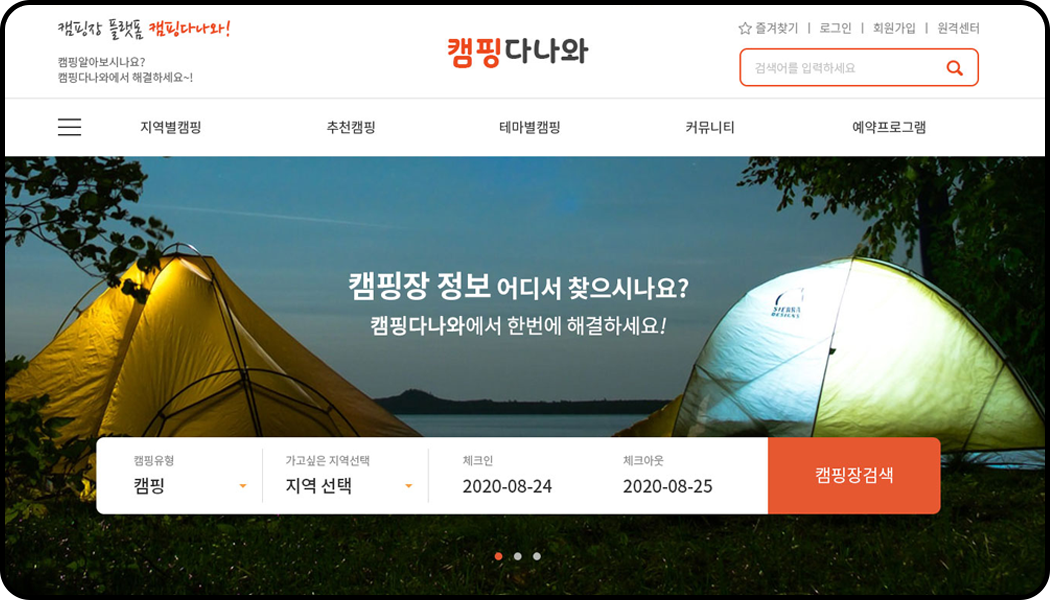 캠핑장 플랫폼 캠핑다나와!
캠핑알아보시나요?
캠핑다나와에서 해결하세요~!
캠핑다나와
즐겨찾기 | 로그인 | 회원가입 | 원격센터
검색어를 입력하세요
지역별캠핑 추천캠핑 테마별캠핑 커뮤니티 예약프로그램
SIERRA
DESIGNS
캠핑장 정보 어디서 찾으시나요?
캠핑다나와에서 한번에 해결하세요!
캠핑유형 가고싶은 지역선택 체크인 체크아웃
캠핑 지역 선택 2020-08-24 2020-08-25
캠핑장검색